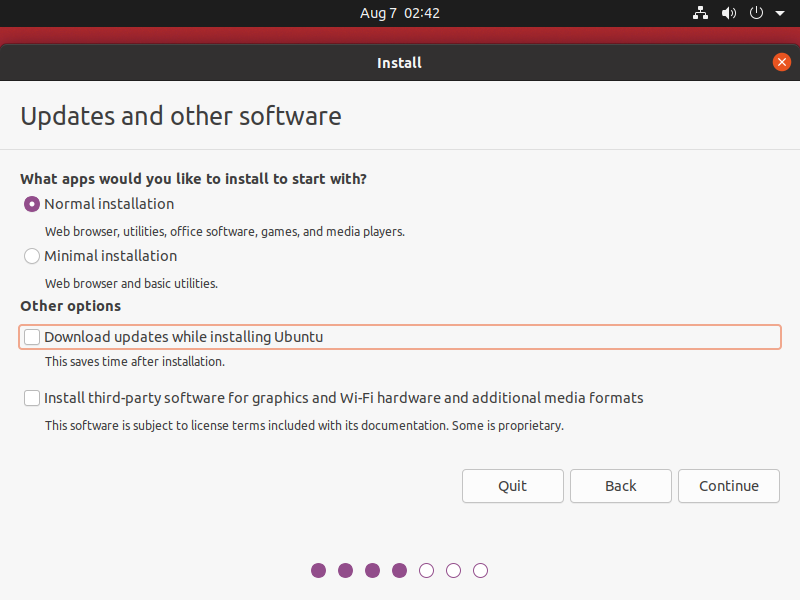 Aug 7 02:42
Install
Updates and other software
What apps would you like to install to start with?
Normal installation
Web browser, utilities, office software, games, and media players.
Minimal installation
Web browser and basic utilities.
Other options
Download updates while installing Ubuntu
This saves time after installation.
Install third-party software for graphics and Wi-Fi hardware and additional media formats
This software is subject to license terms included with its documentation. Some is proprietary.
Quit Back Continue